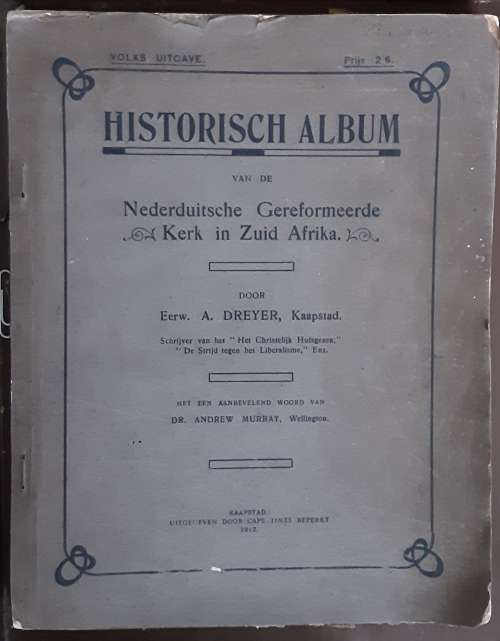 VOLKS UITGAVE.
Prijs 2 6.
HISTORISCH ALBUM
VAN DE
Nederduitsche Gereformeerde
Kerk in Zuid Afrika.
DOOR
Eerw. A. DREYER, Kaapstad.
Schrijver van het "Het Christelijk Huisgezin,"
"De Strijd tegen het Liberalisme," Enz.
MET EEN AANBEVELEND WOORD VAN
DR. ANDREW MURRAY, Wellington.
KAAPSTAD:
UITGEGEVEN DOOR CAPE TIMES BEPERKT